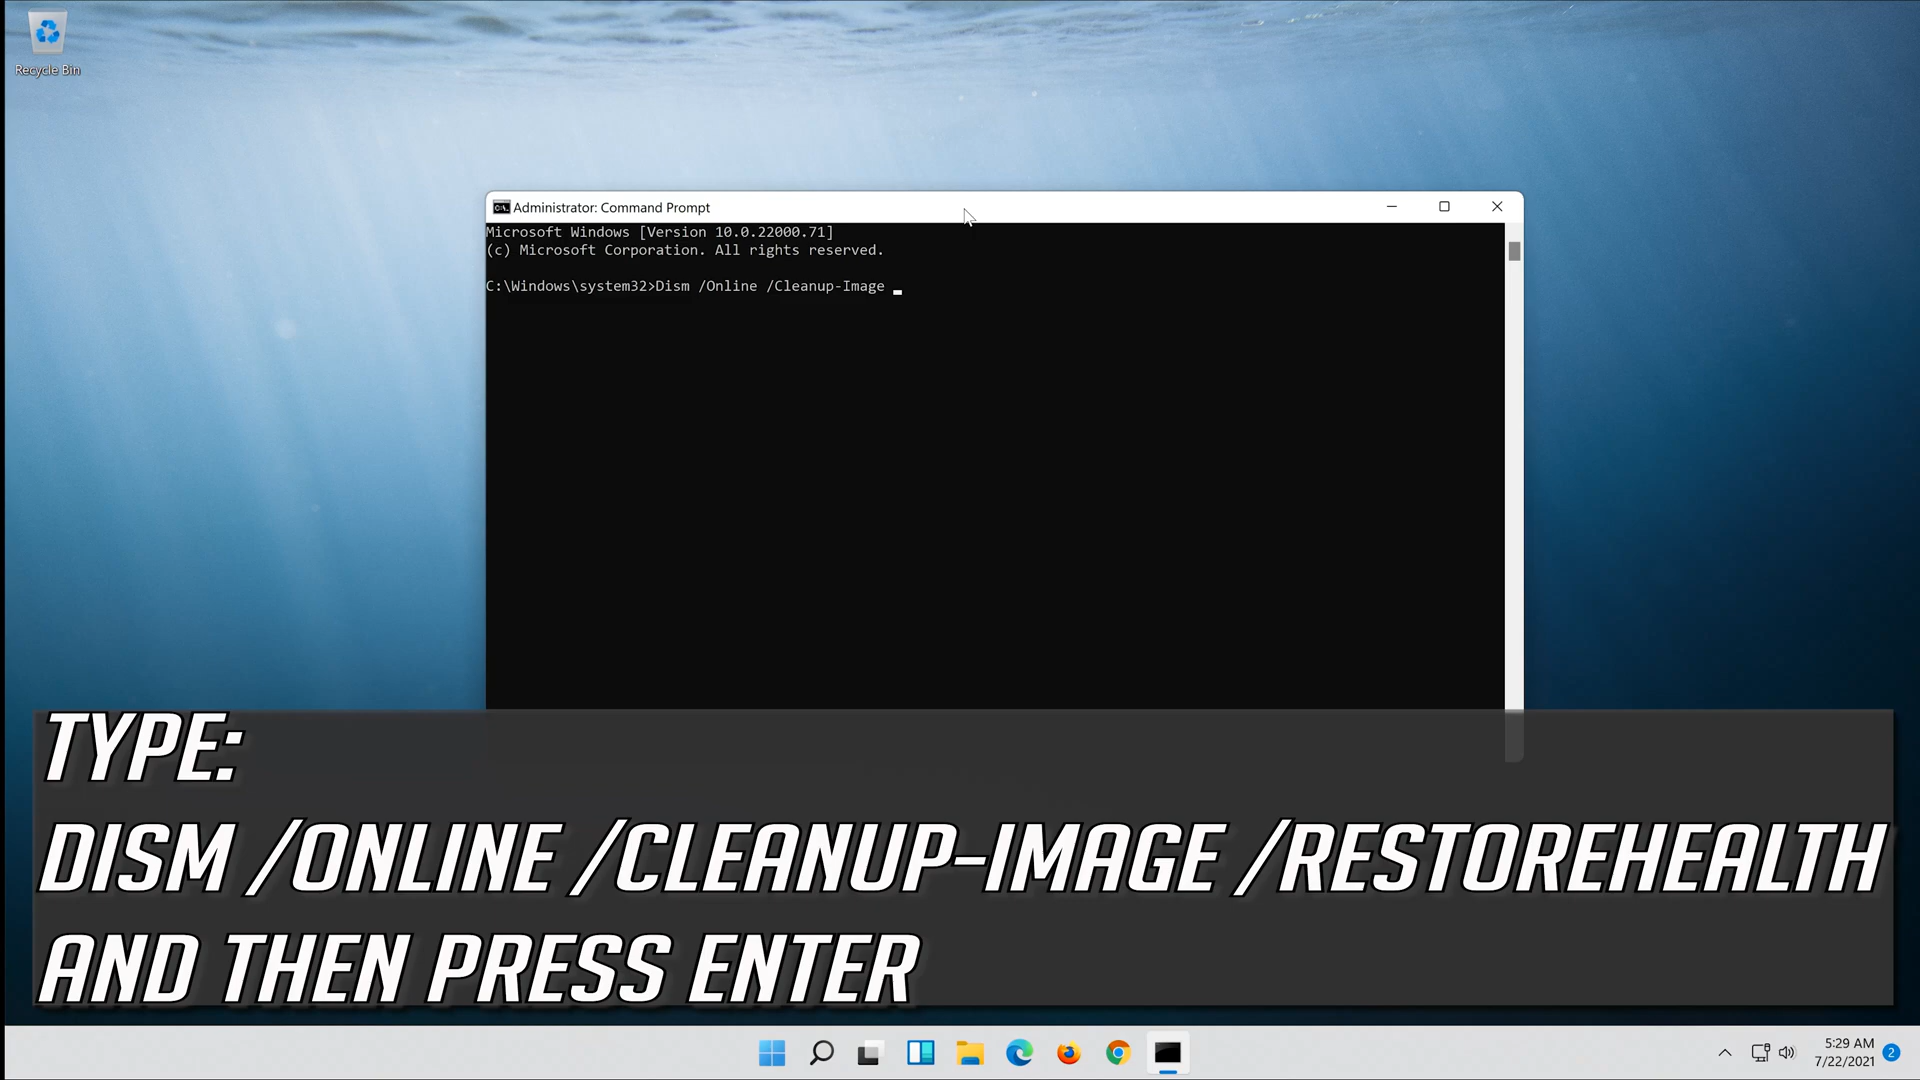 Recycle Bin
Administrator: Command Prompt
Microsoft Windows [Version 10.0.22000.71]
(c) Microsoft Corporation. All rights reserved.
C:\Windows\system32>Dism /Online /Cleanup-Image
TYPE:
DISM /ONLINE /CLEANUP-IMAGE /RESTOREHEALTH
AND THEN PRESS ENTER
5:29 AM
7/22/2021
2